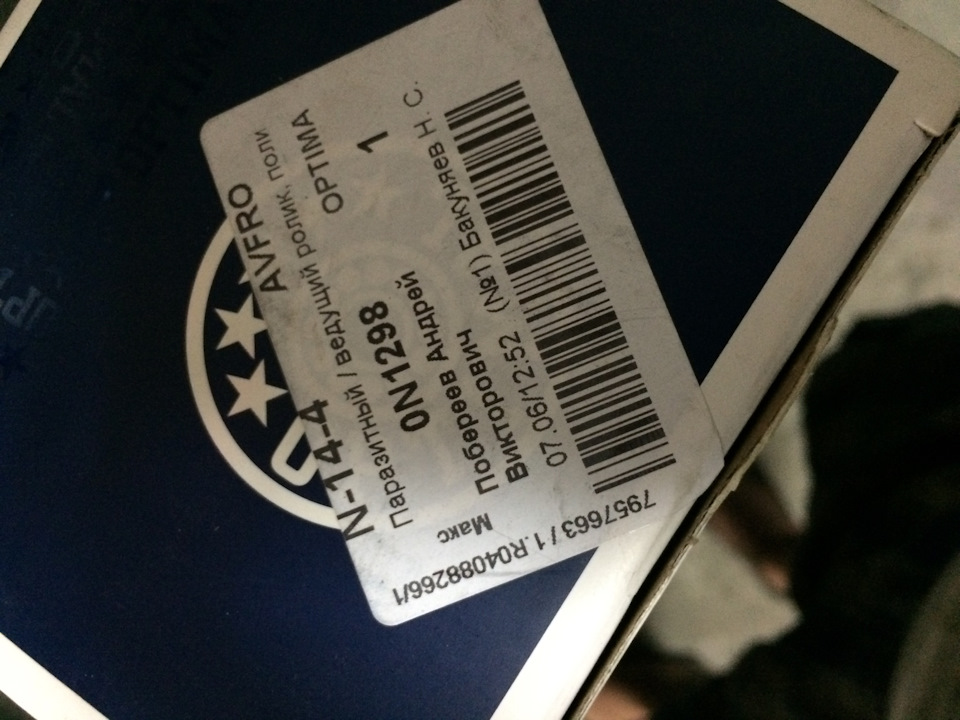 N-14-4 AVFRO
Паразитный / Ведущий ролик, поли
0N1298 OPTIMA
Побереев Андрей 1
Викторович
07.06/12:52 (№1) Бакуняев Н. С.
Макс
7957663/1.R04088266/1